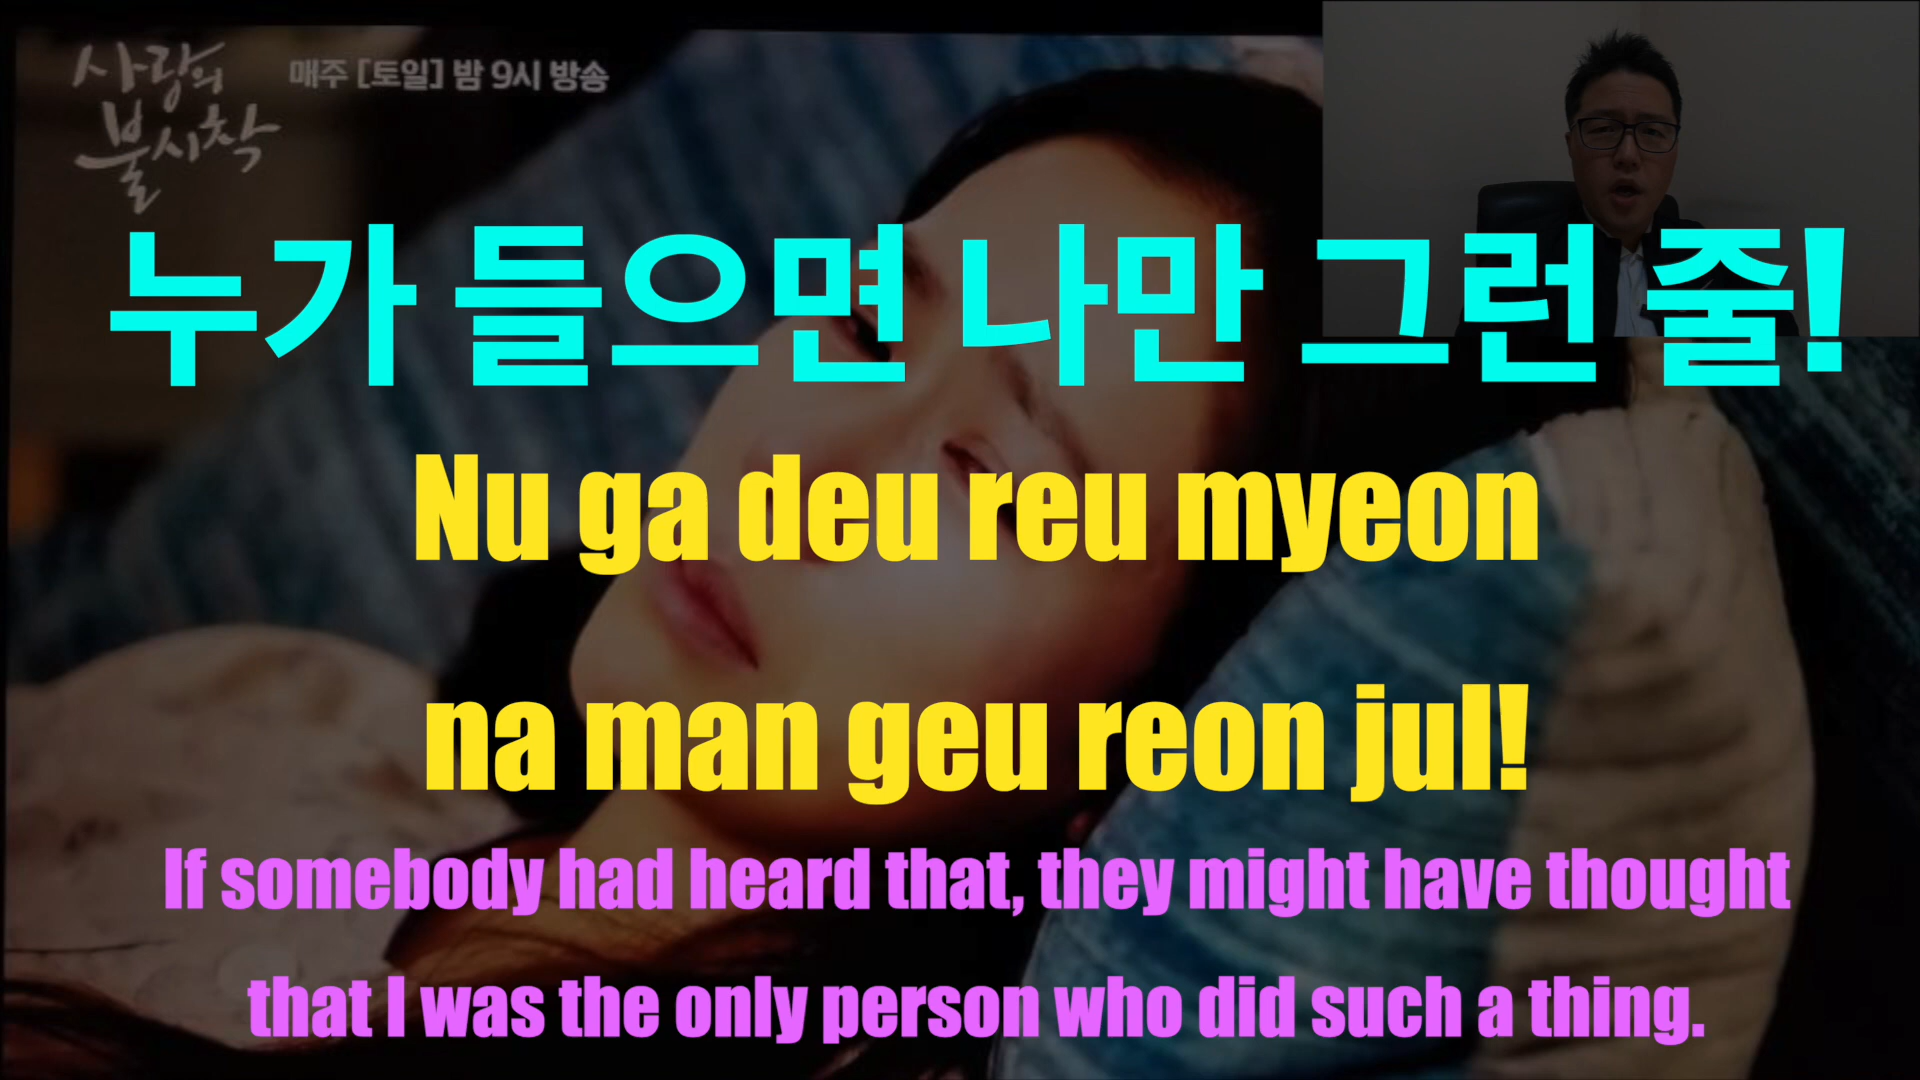 사랑의
불시착
매주 [토일] 밤 9시 방송
누가 들으면 나만 그런 줄!
Nu ga deu reu myeon
na man geu reon jul!
If somebody had heard that, they might have thought
that I was the only person who did such a thing.